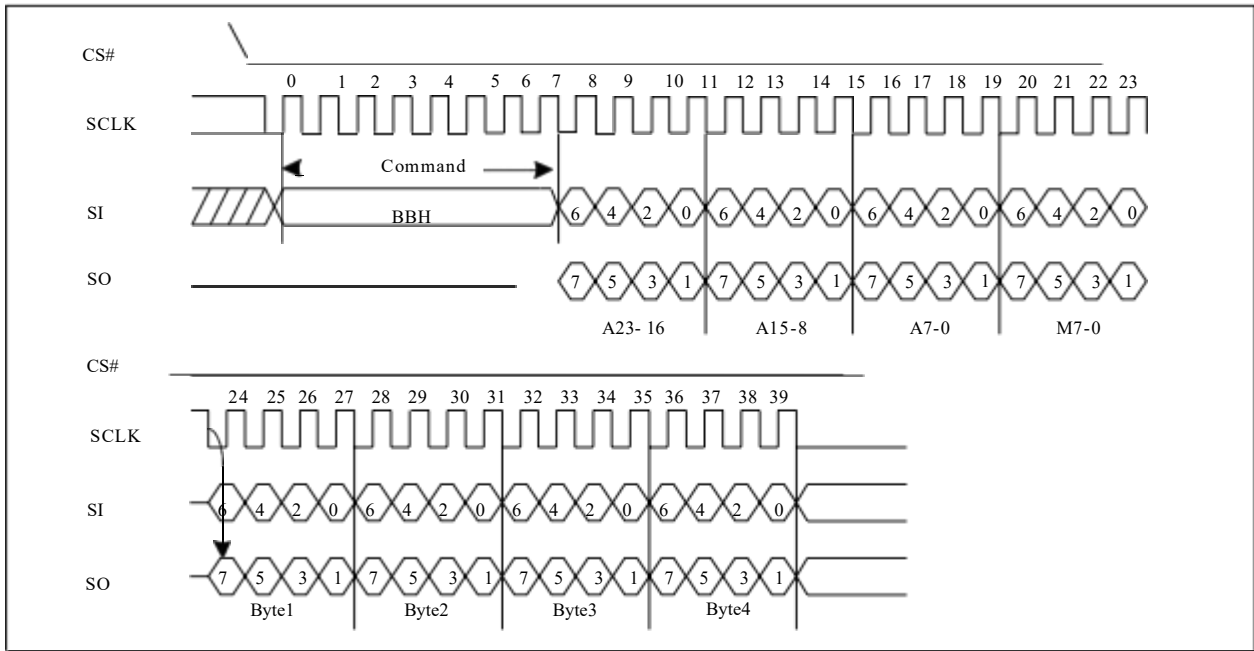 CS#
0 1 2 3 4 5 6 7 8 9 10 11 12 13 14 15 16 17 18 19 20 21 22 23
SCLK
Command
SI BBH 6 4 2 0 6 4 2 0 6 4 2 0 6 4 2 0
SO 7 5 3 1 7 5 3 1 7 5 3 1 7 5 3 1
A23- 16 A15-8 A7-0 M7-0
CS#
24 25 26 27 28 29 30 31 32 33 34 35 36 37 38 39
SCLK
SI 6 4 2 0 6 4 2 0 6 4 2 0 6 4 2 0
SO 7 5 3 1 7 5 3 1 7 5 3 1 7 5 3 1
Byte1 Byte2 Byte3 Byte4